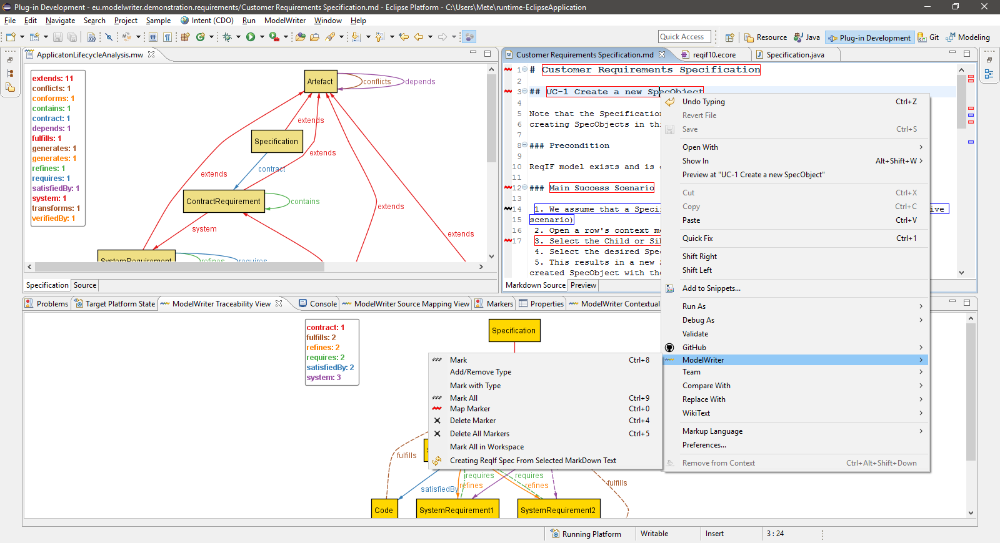 Plug-in Development - eu.modelwriter.demonstration.requirements/Customer Requirements Specification.md - Eclipse Platform - C:\Users\Mete\runtime-EclipseApplication
File Edit Navigate Search Project Sample Intent (CDO) Run ModelWriter Window Help
Quick Access Resource Java Plug-in Development Git Modeling
ApplicatonLifecycleAnalysis.mw
extends: 11
conflicts: 1
conforms: 1
contains: 1
contract: 1
depends: 1
fulfills: 1
generates: 1
generates: 1
refines: 1
requires: 1
satisfiedBy: 1
system: 1
transforms: 1
verifiedBy: 1
Artefact
conflicts
depends
extends
Specification
extends
contract
extends
ContractRequirement
contains
extends
system
extends
SystemRequirement
refines
requires
Specification Source
Customer Requirements Specification.md reqif10.ecore Specification.java
1 # Customer Requirements Specification
2
3 ## UC-1 Create a new SpecObject
4
5 Note that the Specification
6 creating SpecObjects in thi
7
8 ### Precondition
9
10 ReqIF model exists and is
11
12 ### Main Success Scenario
13
14 1. We assume that a Speci ive
15 scenario)
16 2. Open a row's context m
17 3. Select the Child or Si
4. Select the desired Spe
5. This results in a new
created SpecObject with the
Markdown Source Preview
Undo Typing Ctrl+Z
Revert File
Save Ctrl+S
Open With
Show In Alt+Shift+W
Preview at "UC-1 Create a new SpecObject"
Cut Ctrl+X
Copy Ctrl+C
Paste Ctrl+V
Quick Fix Ctrl+1
Shift Right
Shift Left
Add to Snippets...
Run As
Debug As
Validate
GitHub
ModelWriter
Team
Compare With
Replace With
WikiText
Markup Language
Preferences...
Remove from Context Ctrl+Alt+Shift+Down
Problems Target Platform State ModelWriter Traceability View Console ModelWriter Source Mapping View Markers Properties ModelWriter Contextual
contract: 1
fulfills: 2
refines: 2
requires: 2
satisfiedBy: 2
system: 3
Specification
Mark Ctrl+8
Add/Remove Type
Mark with Type
Mark All Ctrl+9
Map Marker Ctrl+0
Delete Marker Ctrl+4
Delete All Markers Ctrl+5
Mark All in Workspace
Creating ReqIf Spec From Selected MarkDown Text
fulfills
requires
requires
satisfiedBy
refines
refines
fulfills
Code
SystemRequirement1
SystemRequirement2
Running Platform Writable Insert 3 : 24